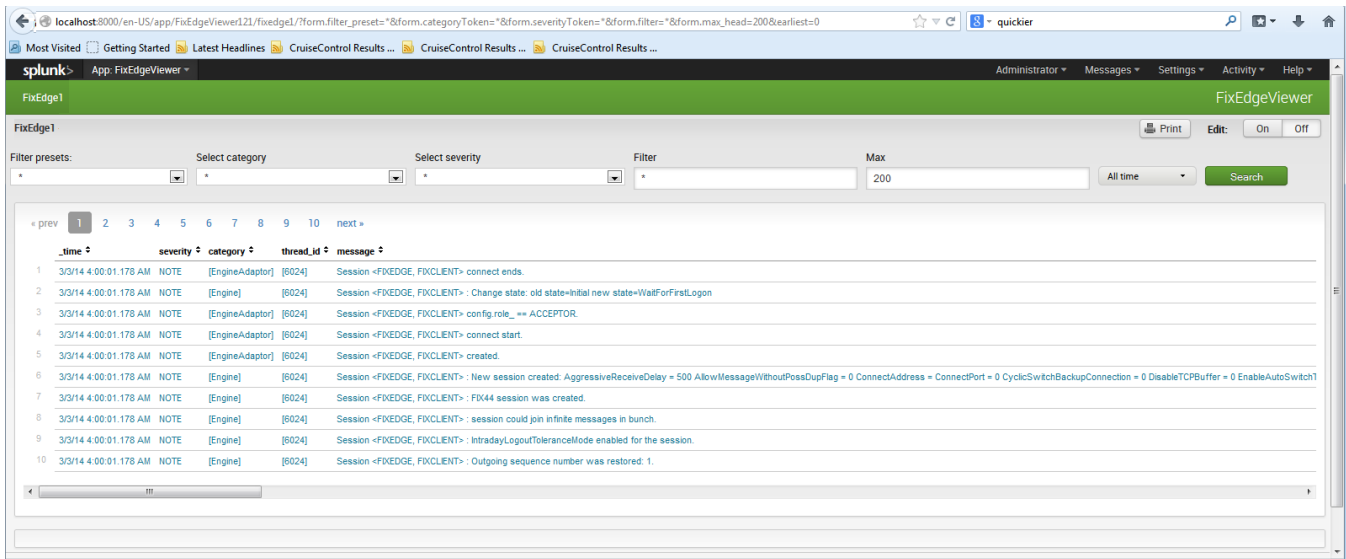 localhost:8000/en-US/app/FixEdgeViewer121/fixedge1/?form.filter_preset=*&form.categoryToken=*&form.severityToken=*&form.filter=*&form.max_head=200&earliest=0 quickier
Most Visited Getting Started Latest Headlines CruiseControl Results ... CruiseControl Results ... CruiseControl Results ...
splunk> App: FixEdgeViewer Administrator Messages Settings Activity Help
FixEdge1 FixEdgeViewer
FixEdge1 Print Edit: On Off
Filter presets: Select category Select severity Filter Max
* * * * 200 All time Search
« prev 1 2 3 4 5 6 7 8 9 10 next »
_time severity category thread_id message
1 3/3/14 4:00:01.178 AM NOTE [EngineAdaptor] [6024] Session <FIXEDGE, FIXCLIENT> connect ends.
2 3/3/14 4:00:01.178 AM NOTE [Engine] [6024] Session <FIXEDGE, FIXCLIENT> : Change state: old state=Initial new state=WaitForFirstLogon
3 3/3/14 4:00:01.178 AM NOTE [EngineAdaptor] [6024] Session <FIXEDGE, FIXCLIENT> config.role_ == ACCEPTOR.
4 3/3/14 4:00:01.178 AM NOTE [EngineAdaptor] [6024] Session <FIXEDGE, FIXCLIENT> connect start.
5 3/3/14 4:00:01.178 AM NOTE [EngineAdaptor] [6024] Session <FIXEDGE, FIXCLIENT> created.
6 3/3/14 4:00:01.178 AM NOTE [Engine] [6024] Session <FIXEDGE, FIXCLIENT> : New session created: AggressiveReceiveDelay = 500 AllowMessageWithoutPossDupFlag = 0 ConnectAddress = ConnectPort = 0 CyclicSwitchBackupConnection = 0 DisableTCPBuffer = 0 EnableAutoSwitchT
7 3/3/14 4:00:01.178 AM NOTE [Engine] [6024] Session <FIXEDGE, FIXCLIENT> : FIX44 session was created.
8 3/3/14 4:00:01.178 AM NOTE [Engine] [6024] Session <FIXEDGE, FIXCLIENT> : session could join infinite messages in bunch.
9 3/3/14 4:00:01.178 AM NOTE [Engine] [6024] Session <FIXEDGE, FIXCLIENT> : IntradayLogoutToleranceMode enabled for the session.
10 3/3/14 4:00:01.178 AM NOTE [Engine] [6024] Session <FIXEDGE, FIXCLIENT> : Outgoing sequence number was restored: 1.